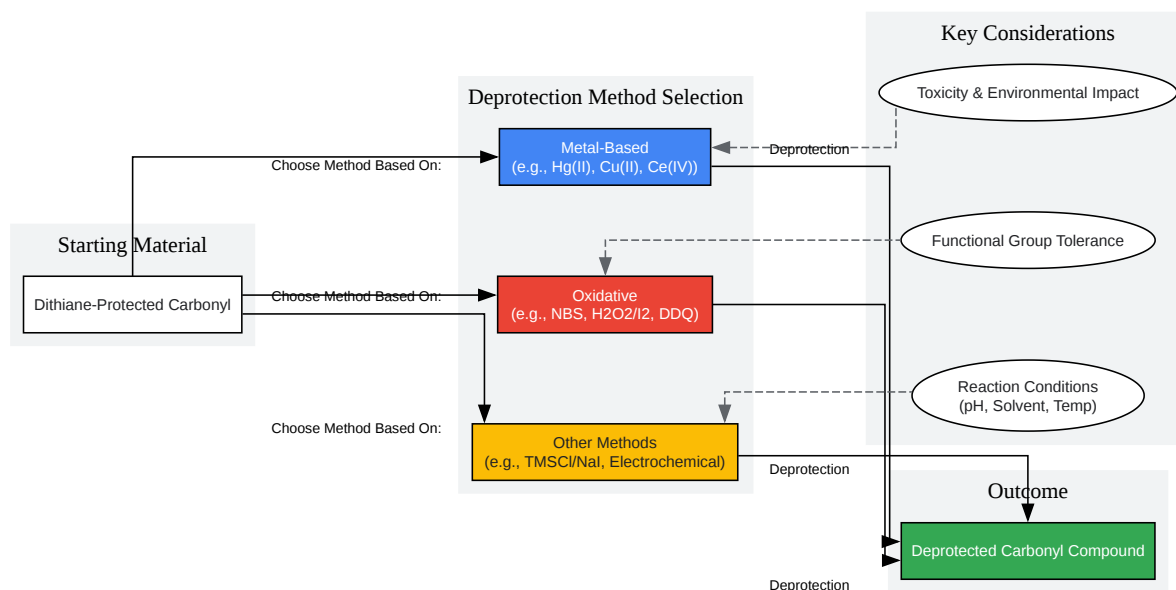 Key Considerations
Toxicity & Environmental Impact
Deprotection Method Selection
Metal-Based
(e.g., Hg(II), Cu(II), Ce(IV))
Deprotection
Choose Method Based On:
Functional Group Tolerance
Starting Material
Dithiane-Protected Carbonyl
Choose Method Based On:
Oxidative
(e.g., NBS, H2O2/I2, DDQ)
Reaction Conditions
(pH, Solvent, Temp)
Choose Method Based On:
Other Methods
(e.g., TMSCl/NaI, Electrochemical)
Deprotection
Outcome
Deprotected Carbonyl Compound
Deprotection